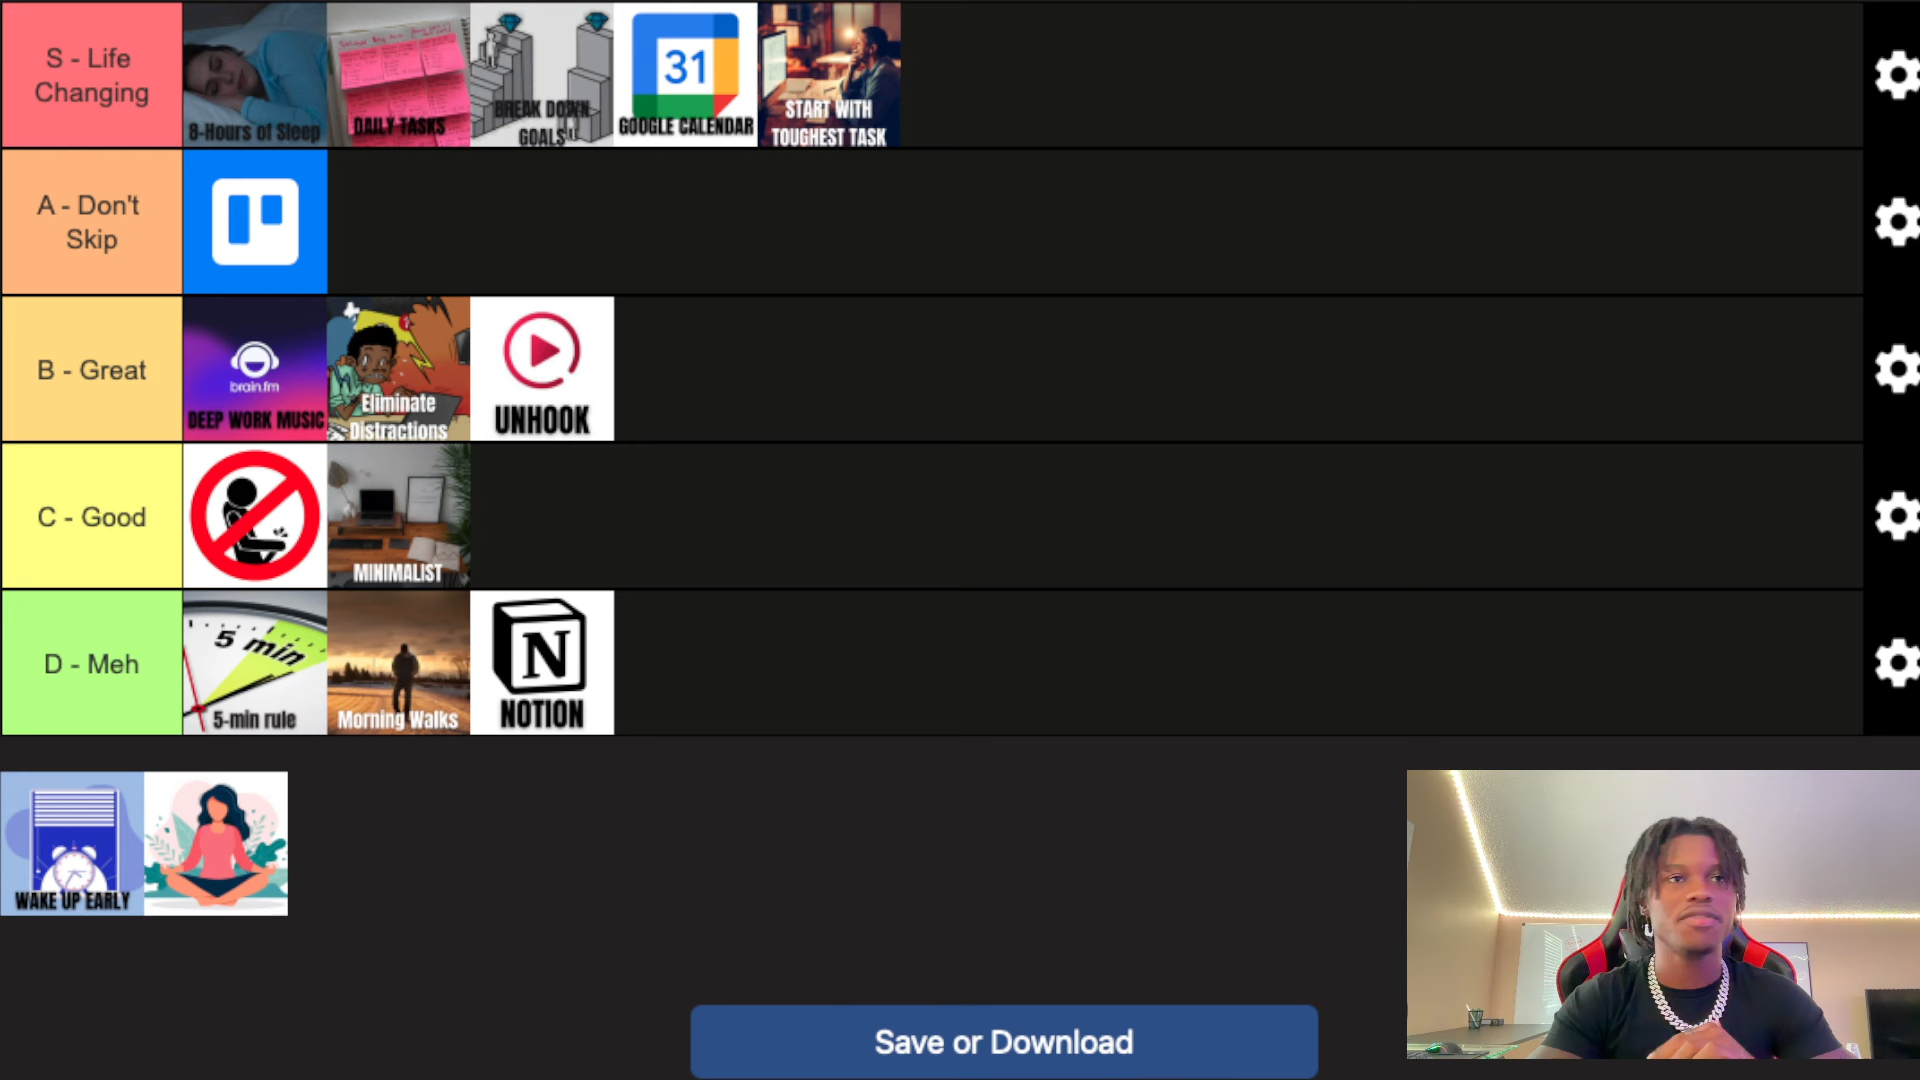 S - Life
Changing
8-Hours of Sleep
DAILY TASKS
BREAK DOWN
GOALS
31
GOOGLE CALENDAR
START WITH
TOUGHEST TASK
A - Don't
Skip
B - Great
brain.fm
DEEP WORK MUSIC
Eliminate
Distractions
UNHOOK
C - Good
MINIMALIST
D - Meh
5 min
5-min rule
Morning Walks
N
NOTION
WAKE UP EARLY
Save or Download